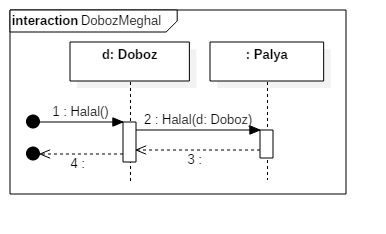 interaction DobozMeghal
d: Doboz
: Palya
1 : Halal()
2 : Halal(d: Doboz)
3 :
4 :